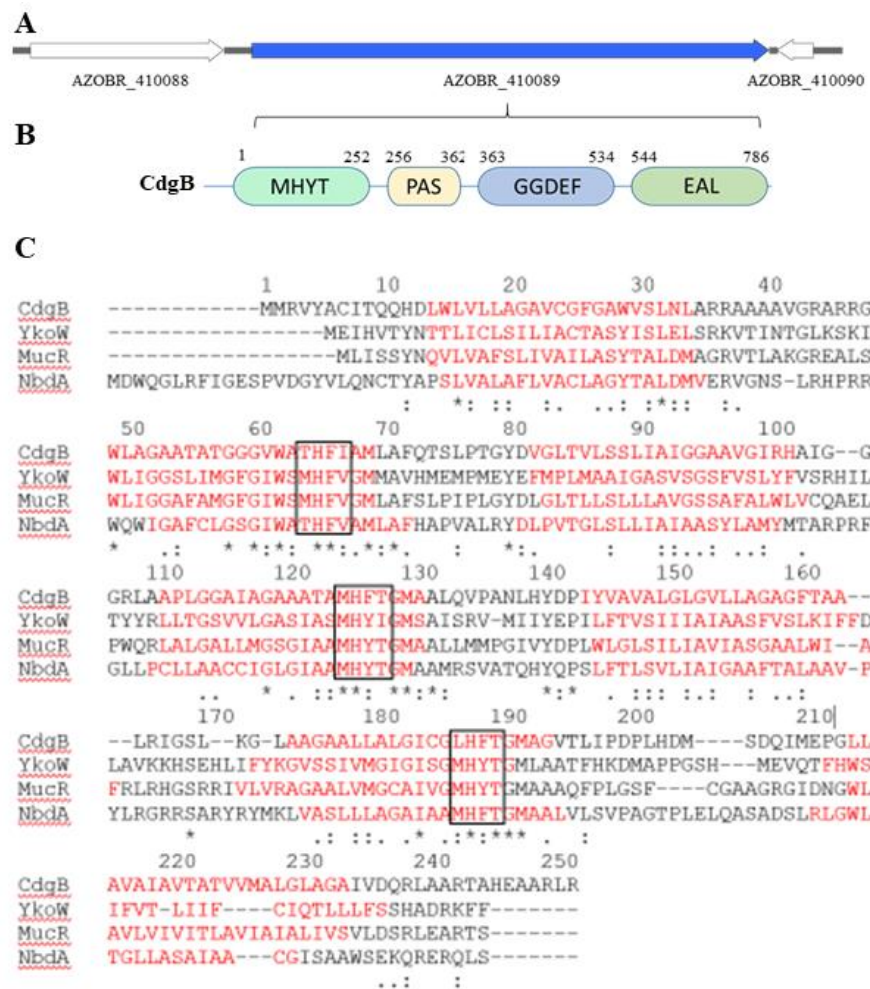 A
AZOBR_410088 AZOBR_410089 AZOBR_410090
B
1 252 256 362 363 534 544 786
CdgB MHYT PAS GGDEF EAL
C
1 10 20 30 40
CdgB ------------MMRVYACITQQHDLWLVLLAGAVCGFGAWVSLNLARRAAAAVGRARRG
YkoW -----------------MEIHVTYNTTLICLSILIACTASYISLELSRKVTINTGLKSKI
MucR ------------------MLISSYNQVLVAFSLIVAILASYTALDMAGRVTLAKGREALS
NbdA MDWQGLRFIGESPVDGYVLQNCTYAPSLVALAFLVACLAGYTALDMVERVGNS-LRHPRR
: *: :: : :: :*: :.
50 60 70 80 90 100
CdgB WLAGAATATGGGVWATHFIAMLAFQTSLPTGYDVGLTVLSSLIAIGGAAVGIRHAIG--G
YkoW WLIGGSLIMGFGIWSMHFVGMMAVHMEMPMEYEFMPLMAAIGASVSGSFVSLYFVSRHIL
MucR WLIGGAFAMGFGIWSMHFVGMLAFSLPIPLGYDLGLTLLSLLLAVGSSAFALWLVCQAEL
NbdA WQWIGAFCLGSGIWATHFVAMLAFHAPVALRYDLPVTGLSLLIAIAASYLAMYMTARPRF
* .: * *:*: **:.*:*. : *:. : ::.: .: .
110 120 130 140 150 160
CdgB GRLAAPLGGAIAGAAATAMHFTGMAALQVPANLHYDPIYVAVALGLGVLLAGAGFTAA--
YkoW TYYRLLTGSVVLGASIASMHYIGMSAISRV-MIIYEPILFTVSIIIAIAASFVSLKIFFD
MucR PWQRLALGALLMGSGIAAMHYTGMAALLMMPGIVYDPLWLGLSILIAVIASGAALWI--A
NbdA GLLPCLLAACCIGLGIAAMHYTGMAAMRSVATQHYQPSLFTLSVLIAIGAAFTALAAV-P
.. * .:: **: **:*: *:* . ::: :.: : .:
170 180 190 200 210
CdgB --LRIGSL--KG-LAAGAALLALGICGLHFTGMAGVTLIPDPLHDM----SDQIMEPGLL
YkoW LAVKKHSEHLIFYKGVSSIVMGIGISGMHYTGMLAATFHKDMAPPGSH--MEVQTFHWSL
MucR FRLRHGSRRIVLVRAGAALVMGCAIVGMHYTGMAAAQFPLGSF---CGAAGRGIDNGWL
NbdA YLRGRRSARYRYMKLVASLLLAGAIAAMHFTGMAALVLSVPAGTPLELQASADSLRLGWL
* .: ::. .* .:*:***. :
220 230 240 250
CdgB AVAIAVTATVVMALGLAGAIVDQRLAARTAHEAARLR
YkoW IFVT-LIIF----CIQTLLLFSSHADRKFF-------
MucR AVLVIVITLAVIAIALIVSVLDSRLEARTS-------
NbdA TGLLASAIAA---CGISAAWSEKQRERQLS-------
..: :